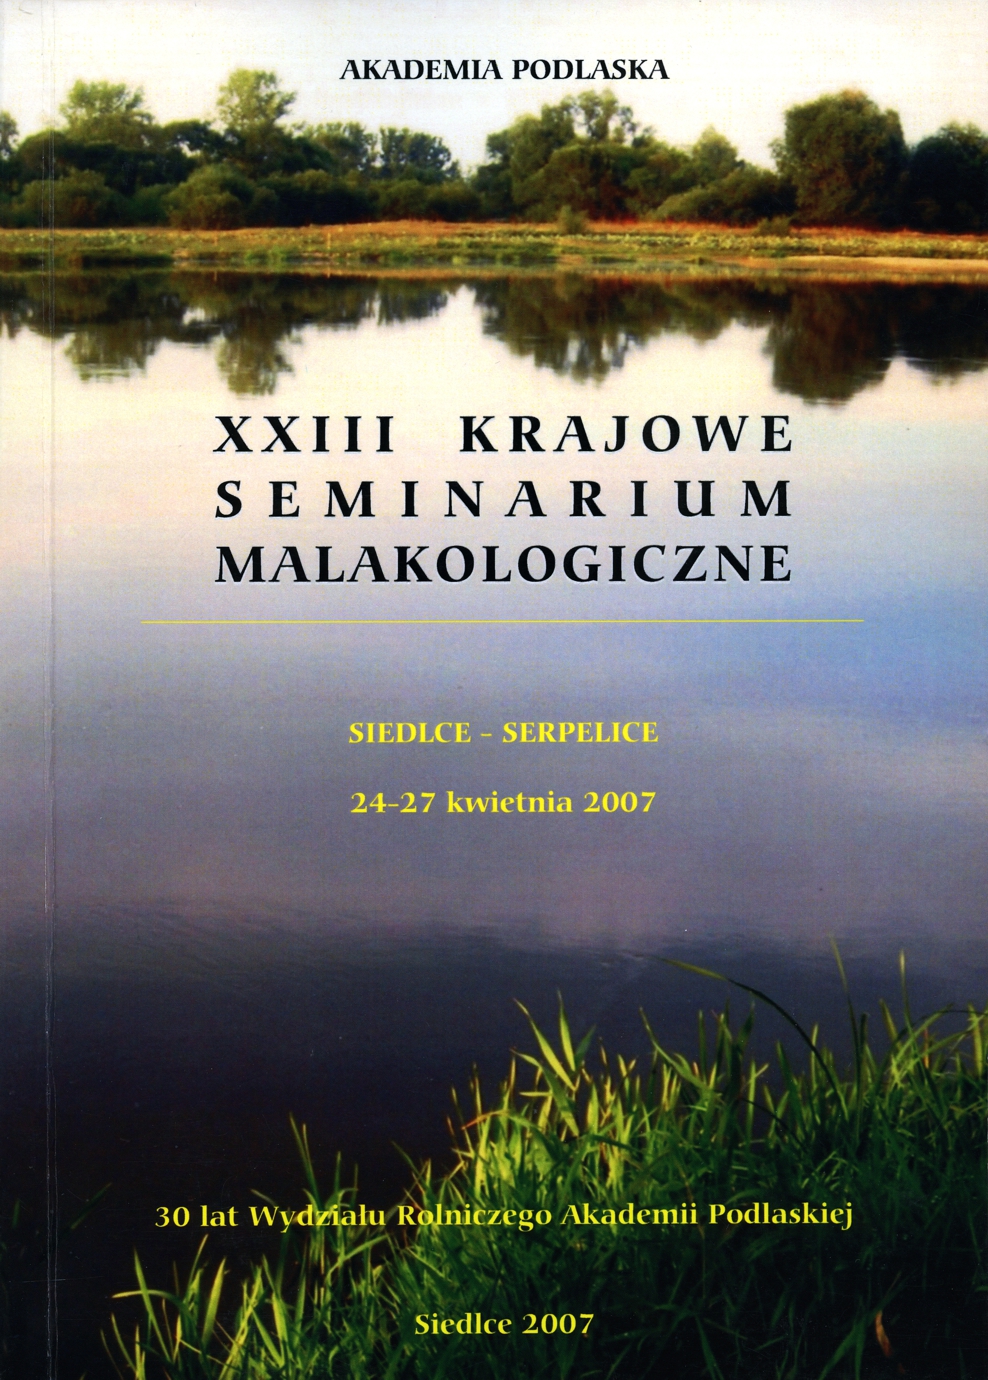 AKADEMIA PODLASKA
XXIII KRAJOWE
SEMINARIUM
MALAKOLOGICZNE
SIEDLCE – SERPELICE
24–27 kwietnia 2007
30 lat Wydziału Rolniczego Akademii Podlaskiej
Siedlce 2007